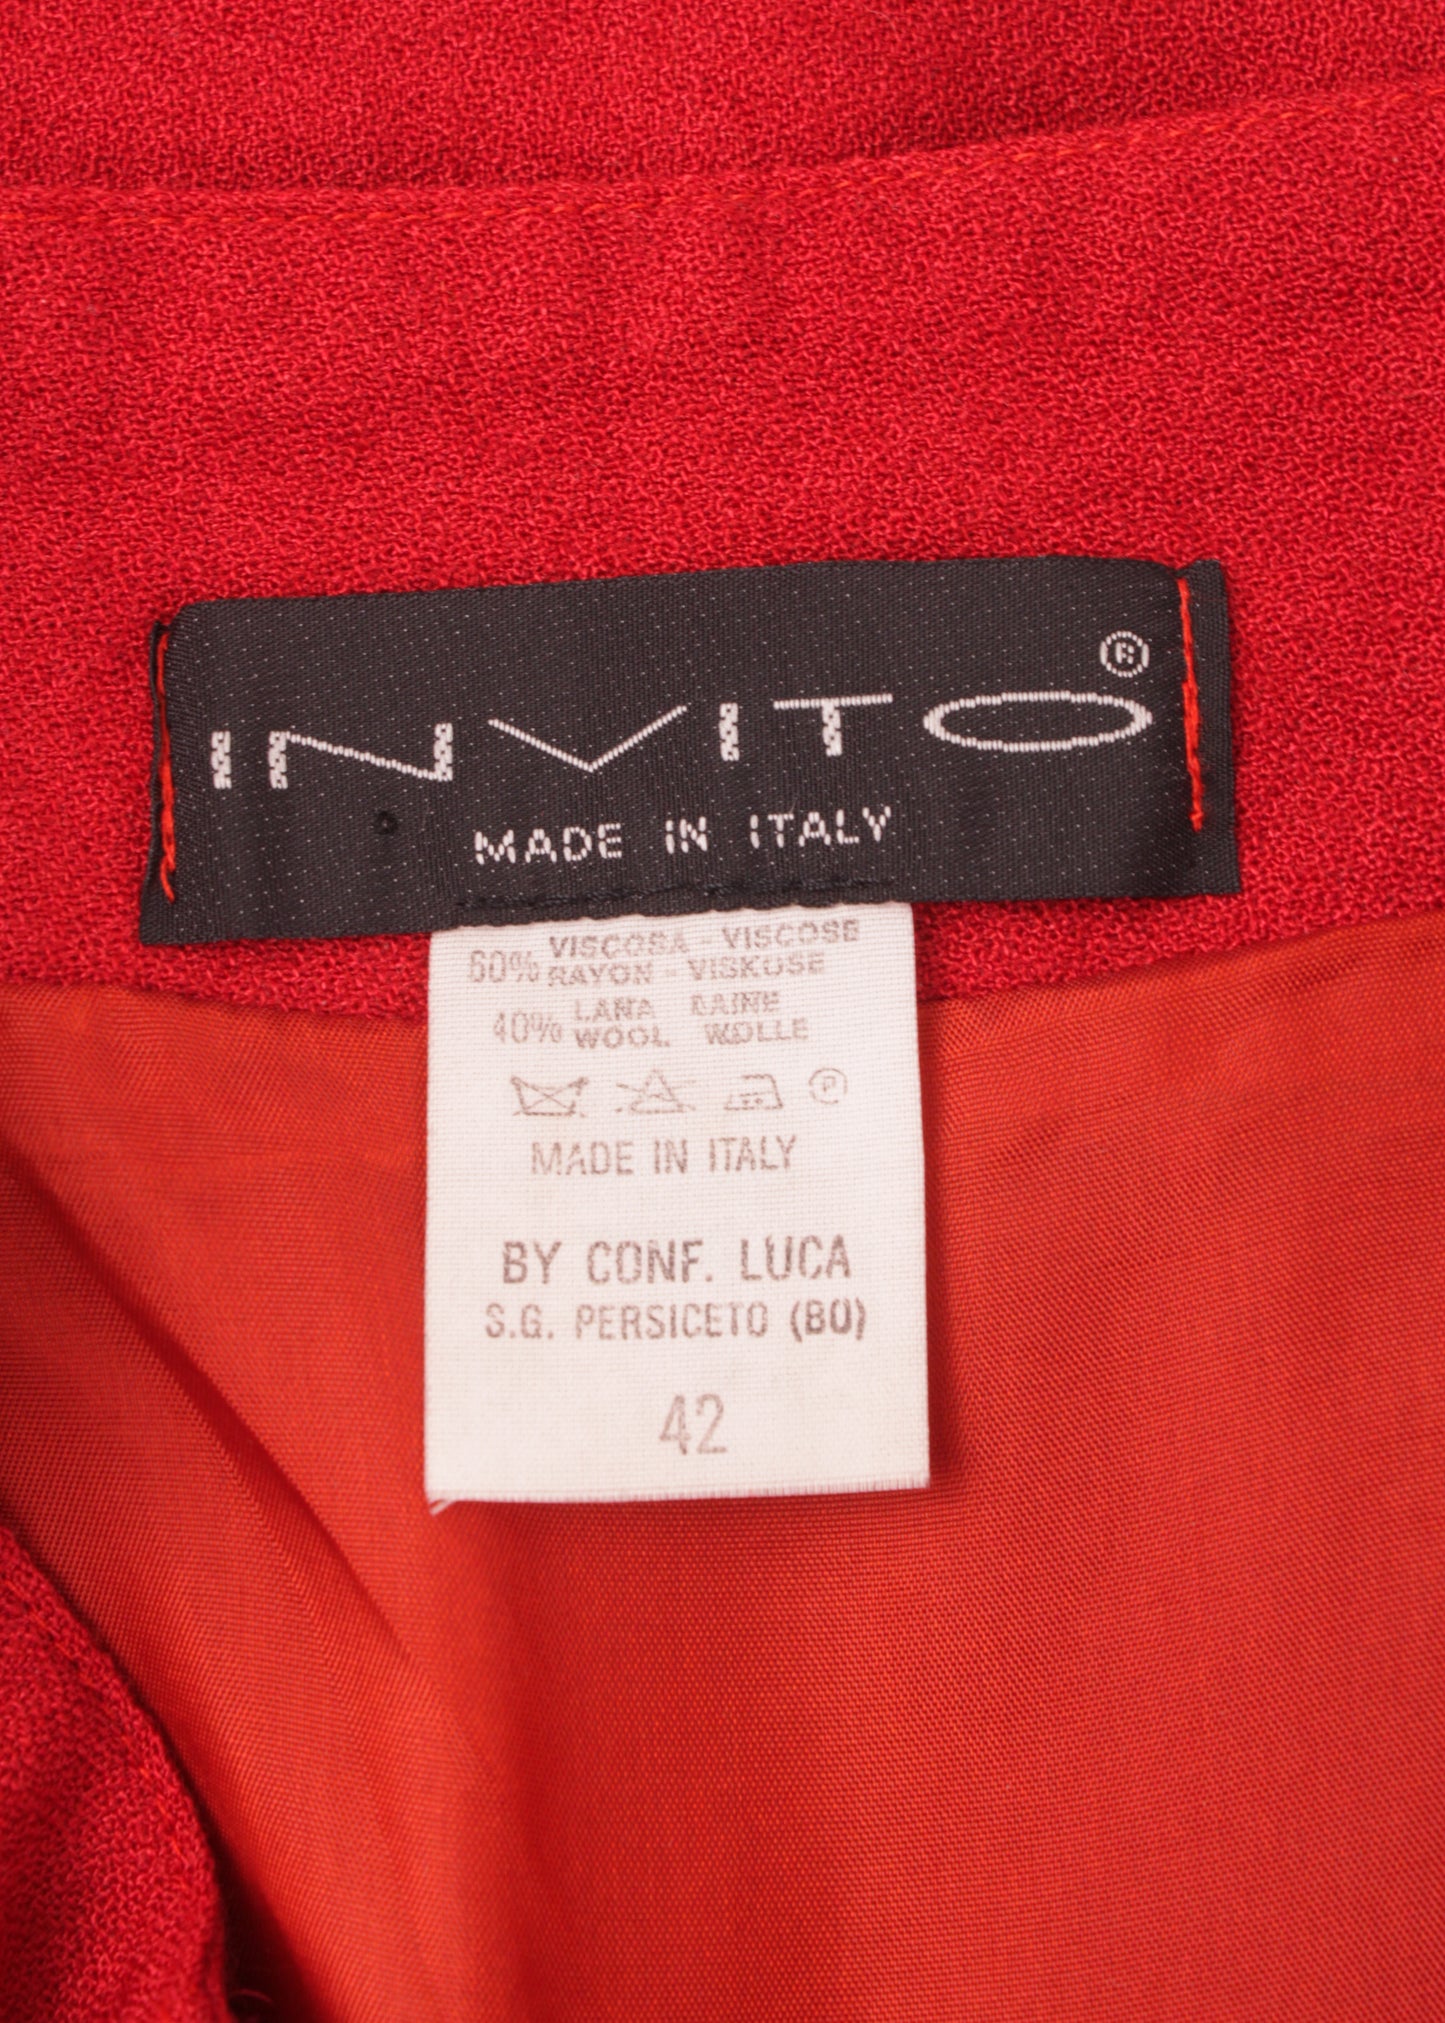 INVITO ®
MADE IN ITALY
60% VISCOSA - VISCOSE
RAYON - VISKOSE
40% LANA LAINE
WOOL WOLLE
P
MADE IN ITALY
BY CONF. LUCA
S.G. PERSICETO (BO)
42